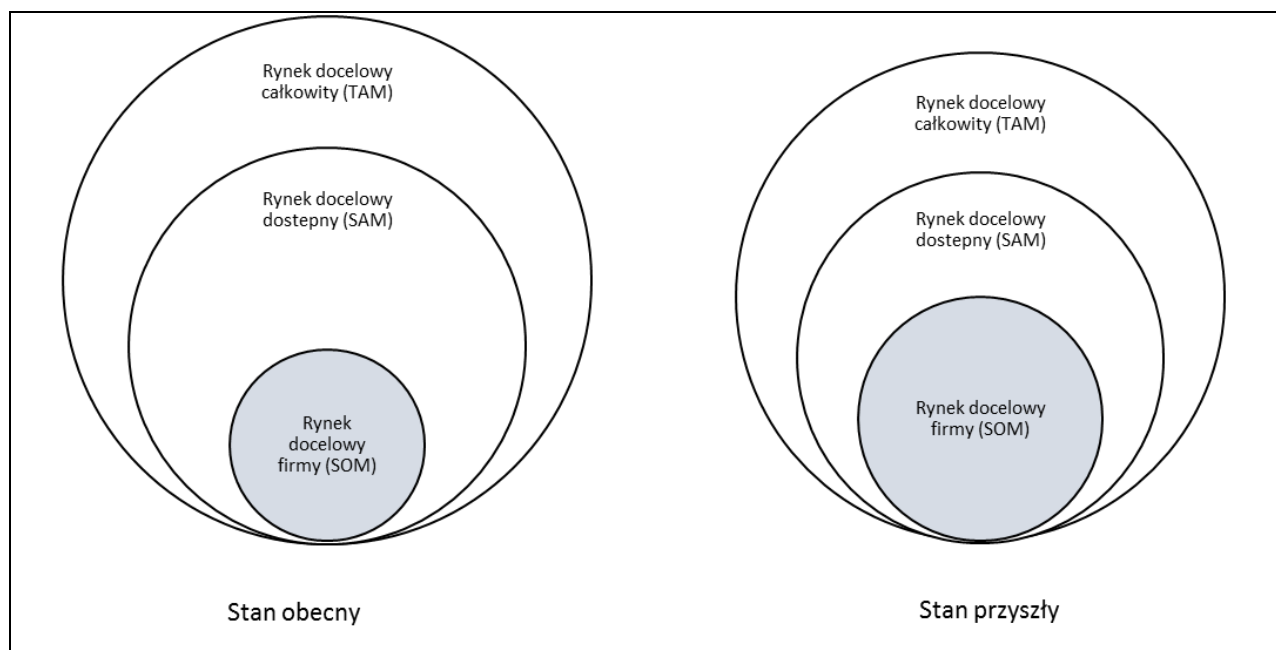 Rynek docelowy
całkowity (TAM)
Rynek docelowy
dostepny (SAM)
Rynek
docelowy
firmy (SOM)
Stan obecny
Rynek docelowy
całkowity (TAM)
Rynek docelowy
dostepny (SAM)
Rynek docelowy
firmy (SOM)
Stan przyszły